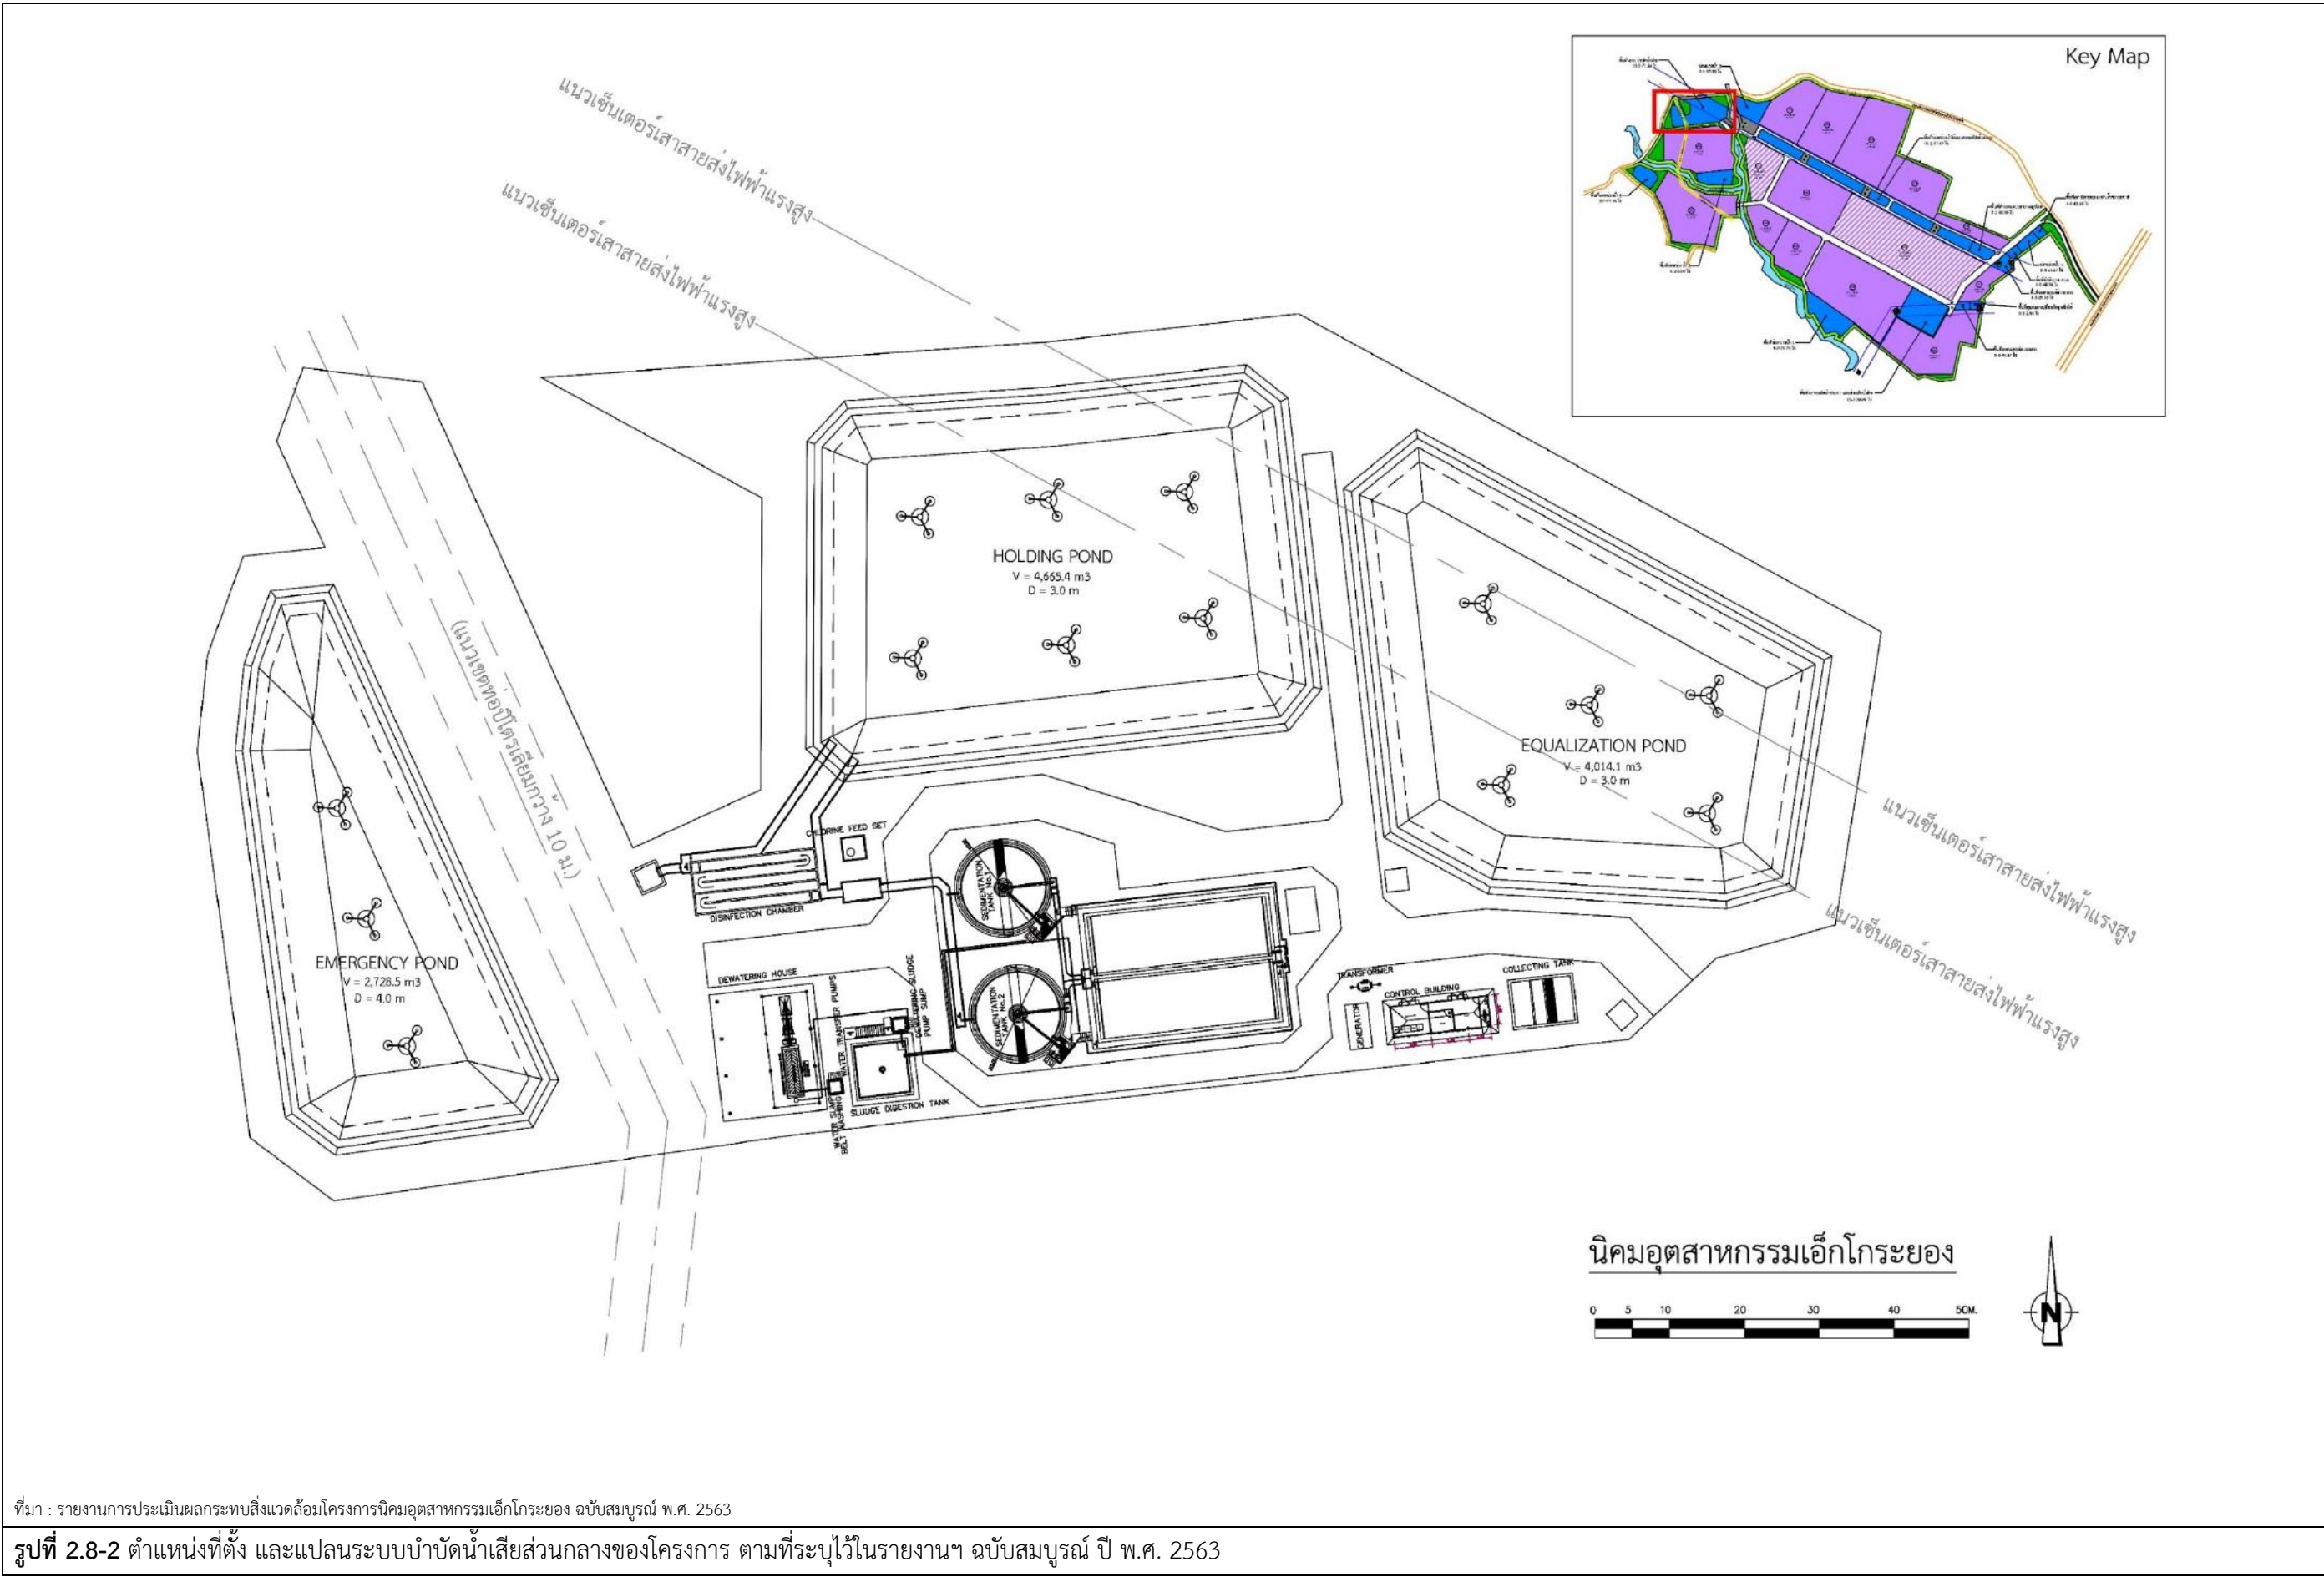 Key Map
แนวเซ็นเตอร์เสาสายส่งไฟฟ้าแรงสูง
แนวเซ็นเตอร์เสาสายส่งไฟฟ้าแรงสูง
HOLDING POND
V = 4,665.4 m3
D = 3.0 m
(แนวเขตท่อปิโตรเลียมกว้าง 10 ม.)
EQUALIZATION POND
V = 4,014.1 m3
D = 3.0 m
แนวเซ็นเตอร์เสาสายส่งไฟฟ้าแรงสูง
แนวเซ็นเตอร์เสาสายส่งไฟฟ้าแรงสูง
CHLORINE FEED SET
DISINFECTION CHAMBER
SEDIMENTATION
TANK No.1
EMERGENCY POND
V = 2,728.5 m3
D = 4.0 m
DEWATERING HOUSE
WATER TRANSFER PUMPS
DEWATERING SLUDGE
PUMP SUMP
SEDIMENTATION
TANK No.2
TRANSFORMER
GENERATOR
CONTROL BUILDING
COLLECTING TANK
SLUDGE DIGESTION TANK
WATER SUMP
BELT WASHING
นิคมอุตสาหกรรมเอ็กโกระยอง
0 5 10 20 30 40 50M.
N
ที่มา : รายงานการประเมินผลกระทบสิ่งแวดล้อมโครงการนิคมอุตสาหกรรมเอ็กโกระยอง ฉบับสมบูรณ์ พ.ศ. 2563
รูปที่ 2.8-2 ตำแหน่งที่ตั้ง และแปลนระบบบำบัดน้ำเสียส่วนกลางของโครงการ ตามที่ระบุไว้ในรายงานฯ ฉบับสมบูรณ์ ปี พ.ศ. 2563